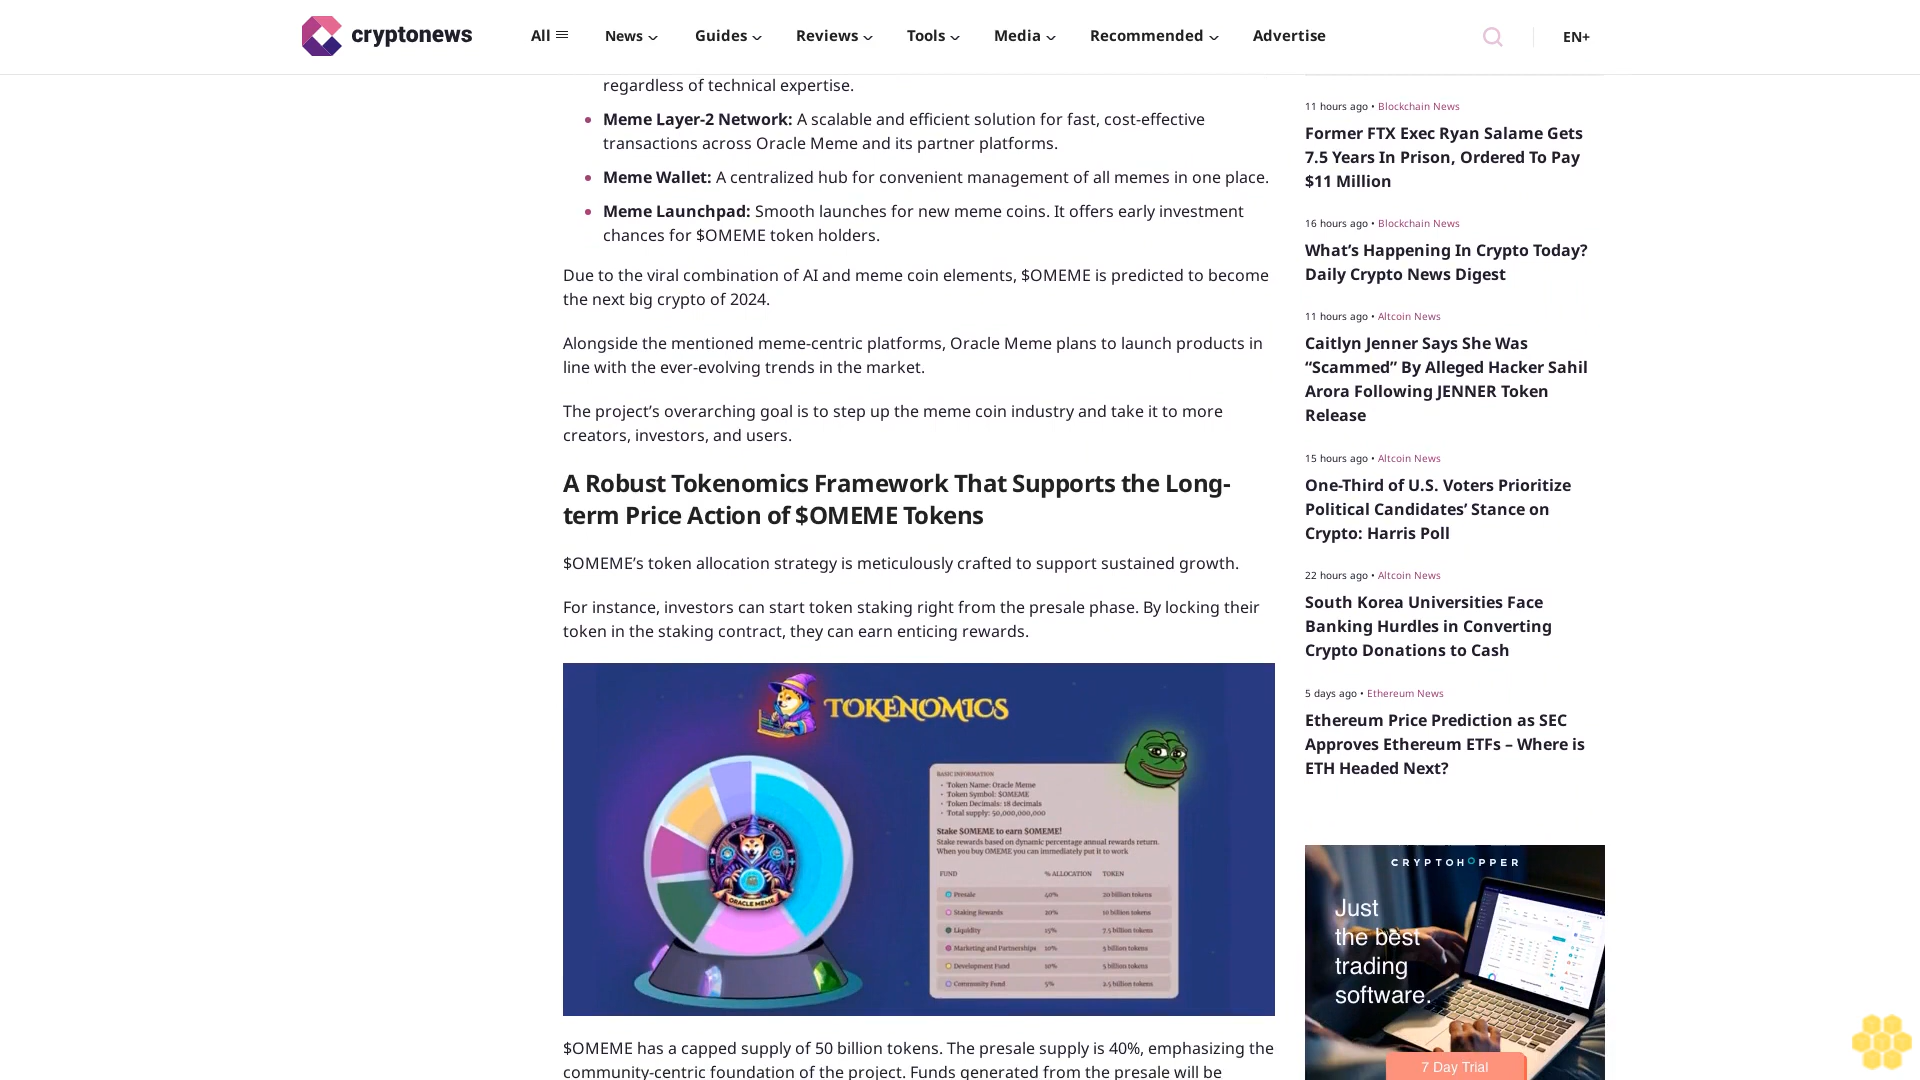 cryptonews
All
News
Guides
Reviews
Tools
Media
Recommended
Advertise
EN+
regardless of technical expertise.
Meme Layer-2 Network: A scalable and efficient solution for fast, cost-effective
transactions across Oracle Meme and its partner platforms.
Meme Wallet: A centralized hub for convenient management of all memes in one place.
Meme Launchpad: Smooth launches for new meme coins. It offers early investment
chances for $OMEME token holders.
Due to the viral combination of AI and meme coin elements, $OMEME is predicted to become
the next big crypto of 2024.
Alongside the mentioned meme-centric platforms, Oracle Meme plans to launch products in
line with the ever-evolving trends in the market.
The project’s overarching goal is to step up the meme coin industry and take it to more
creators, investors, and users.
A Robust Tokenomics Framework That Supports the Long-
term Price Action of $OMEME Tokens
$OMEME’s token allocation strategy is meticulously crafted to support sustained growth.
For instance, investors can start token staking right from the presale phase. By locking their
token in the staking contract, they can earn enticing rewards.
TOKENOMICS
ORACLE MEME
BASIC INFORMATION
• Token Name: Oracle Meme
• Token Symbol: $OMEME
• Token Decimals: 18 decimals
• Total supply: 50,000,000,000
Stake $OMEME to earn $OMEME!
Stake rewards based on dynamic percentage annual rewards return.
When you buy OMEME you can immediately put it to work
FUND % ALLOCATION TOKEN
Presale 40% 20 billion tokens
Staking Rewards 20% 10 billion tokens
Liquidity 15% 7.5 billion tokens
Marketing and Partnerships 10% 5 billion tokens
Development Fund 10% 5 billion tokens
Community Fund 5% 2.5 billion tokens
$OMEME has a capped supply of 50 billion tokens. The presale supply is 40%, emphasizing the
community-centric foundation of the project. Funds generated from the presale will be
11 hours ago • Blockchain News
Former FTX Exec Ryan Salame Gets
7.5 Years In Prison, Ordered To Pay
$11 Million
16 hours ago • Blockchain News
What’s Happening In Crypto Today?
Daily Crypto News Digest
11 hours ago • Altcoin News
Caitlyn Jenner Says She Was
“Scammed” By Alleged Hacker Sahil
Arora Following JENNER Token
Release
15 hours ago • Altcoin News
One-Third of U.S. Voters Prioritize
Political Candidates’ Stance on
Crypto: Harris Poll
22 hours ago • Altcoin News
South Korea Universities Face
Banking Hurdles in Converting
Crypto Donations to Cash
5 days ago • Ethereum News
Ethereum Price Prediction as SEC
Approves Ethereum ETFs – Where is
ETH Headed Next?
CRYPTOHOPPER
Just
the best
trading
software.
7 Day Trial